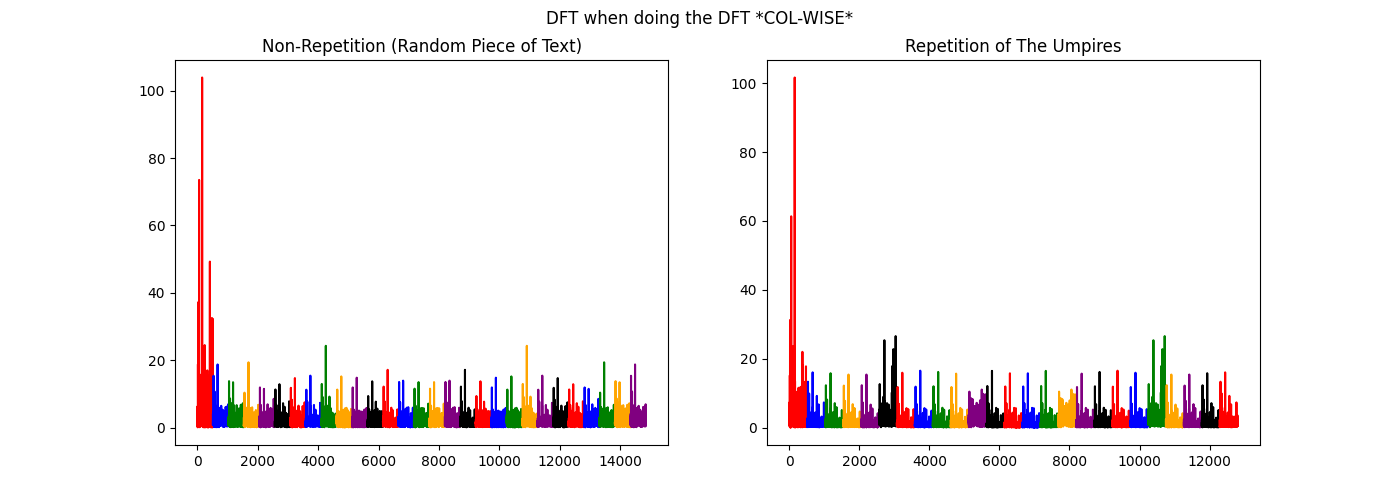 DFT when doing the DFT *COL-WISE*
Non-Repetition (Random Piece of Text)
100
80
60
40
20
0
0 2000 4000 6000 8000 10000 12000 14000
Repetition of The Umpires
100
80
60
40
20
0
0 2000 4000 6000 8000 10000 12000